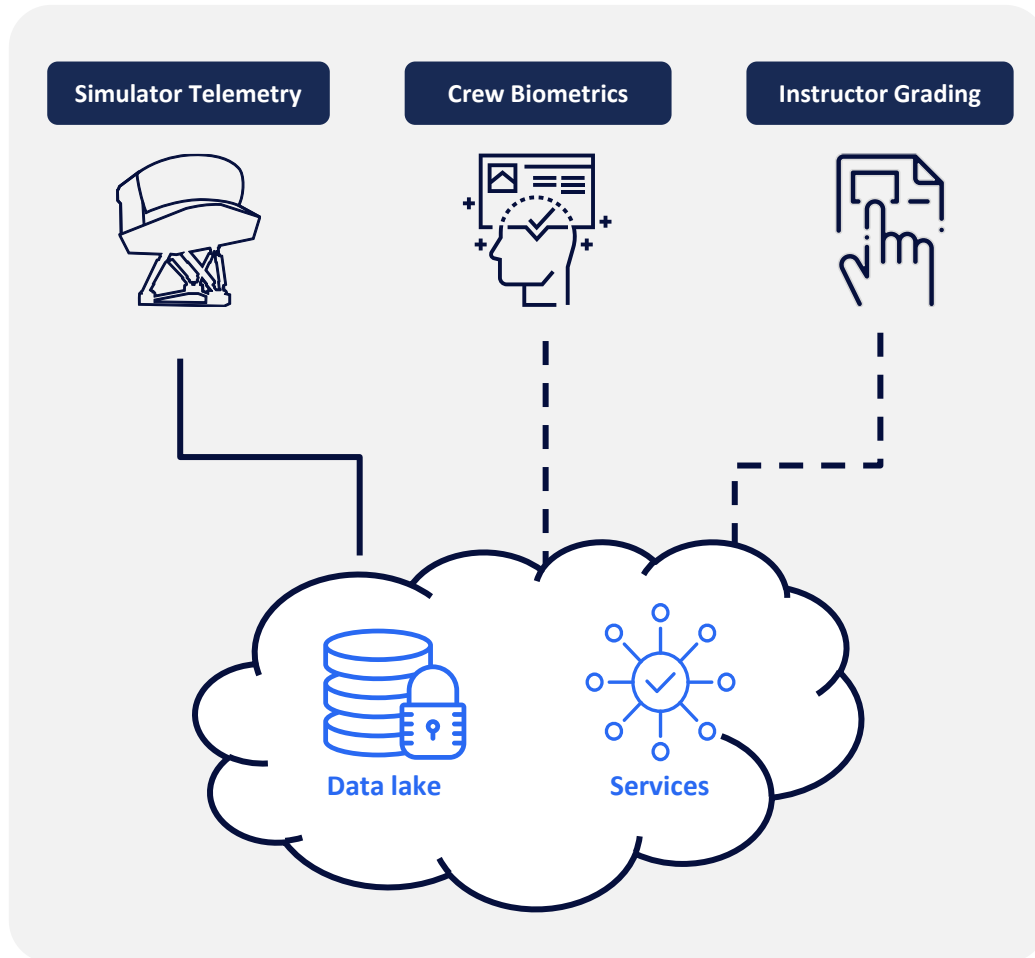 Simulator Telemetry
Crew Biometrics
Instructor Grading
Data lake
Services